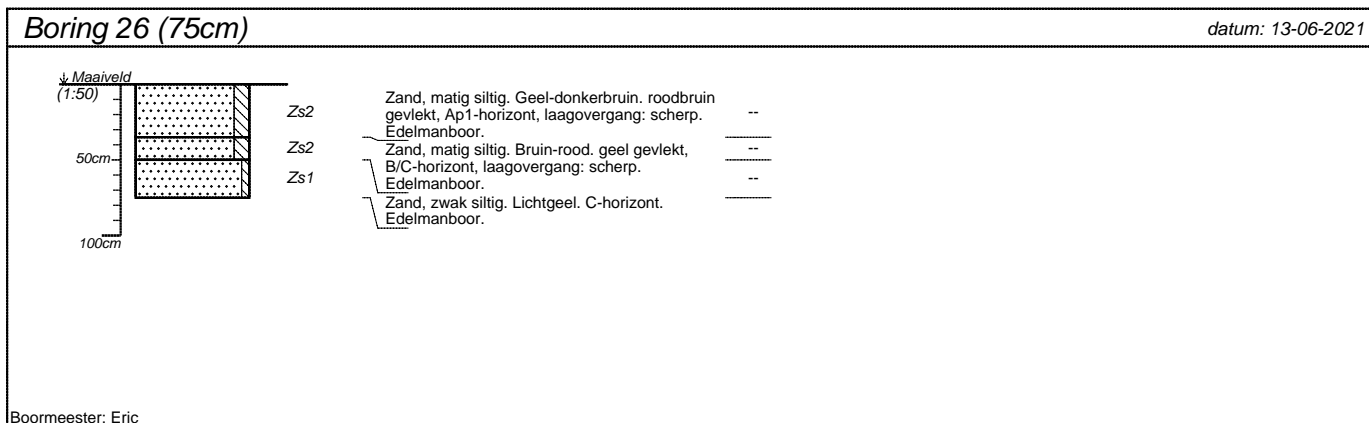 Boring 26 (75cm)
datum: 13-06-2021
Maaiveld
(1:50)
Zs2
Zand, matig siltig. Geel-donkerbruin. roodbruin
gevlekt, Ap1-horizont, laagovergang: scherp.
Edelmanboor.
--
50cm
Zs2
Zand, matig siltig. Bruin-rood. geel gevlekt,
B/C-horizont, laagovergang: scherp.
Edelmanboor.
--
Zs1
Zand, zwak siltig. Lichtgeel. C-horizont.
Edelmanboor.
--
100cm
Boormeester: Eric